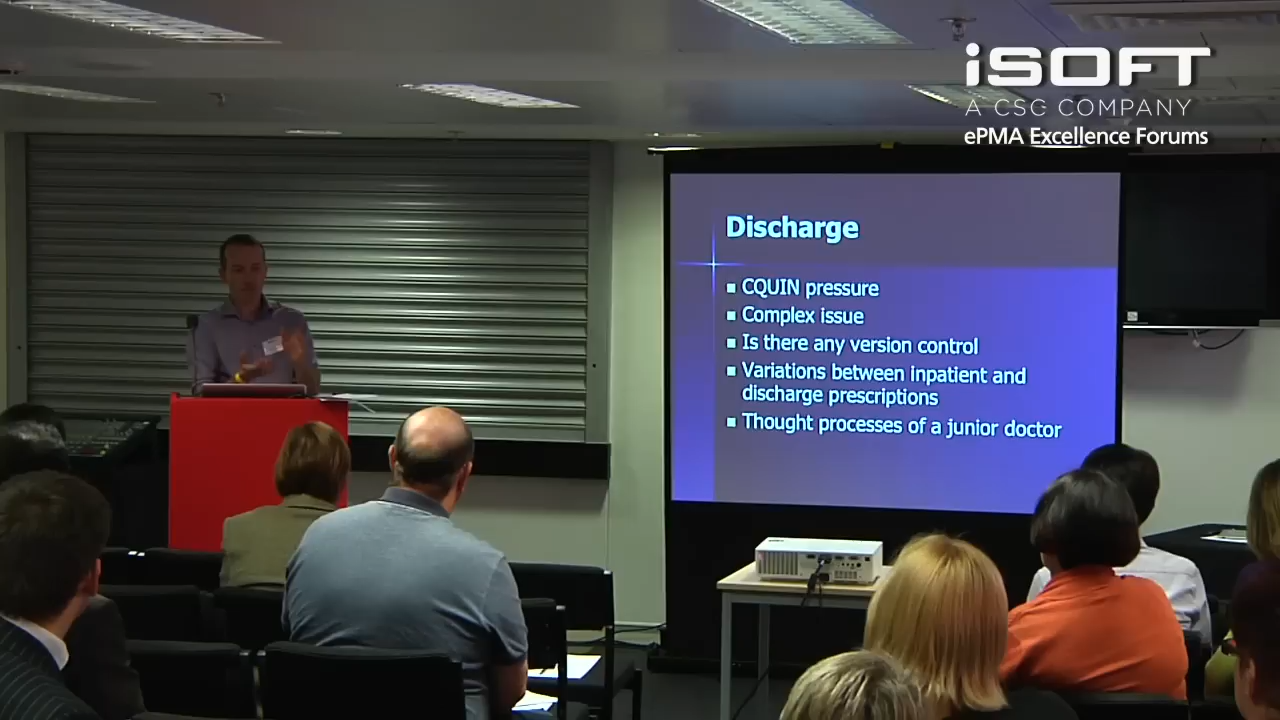 iSOFT
A CSC COMPANY
ePMA Excellence Forums
Discharge
CQUIN pressure
Complex issue
Is there any version control
Variations between inpatient and
discharge prescriptions
Thought processes of a junior doctor